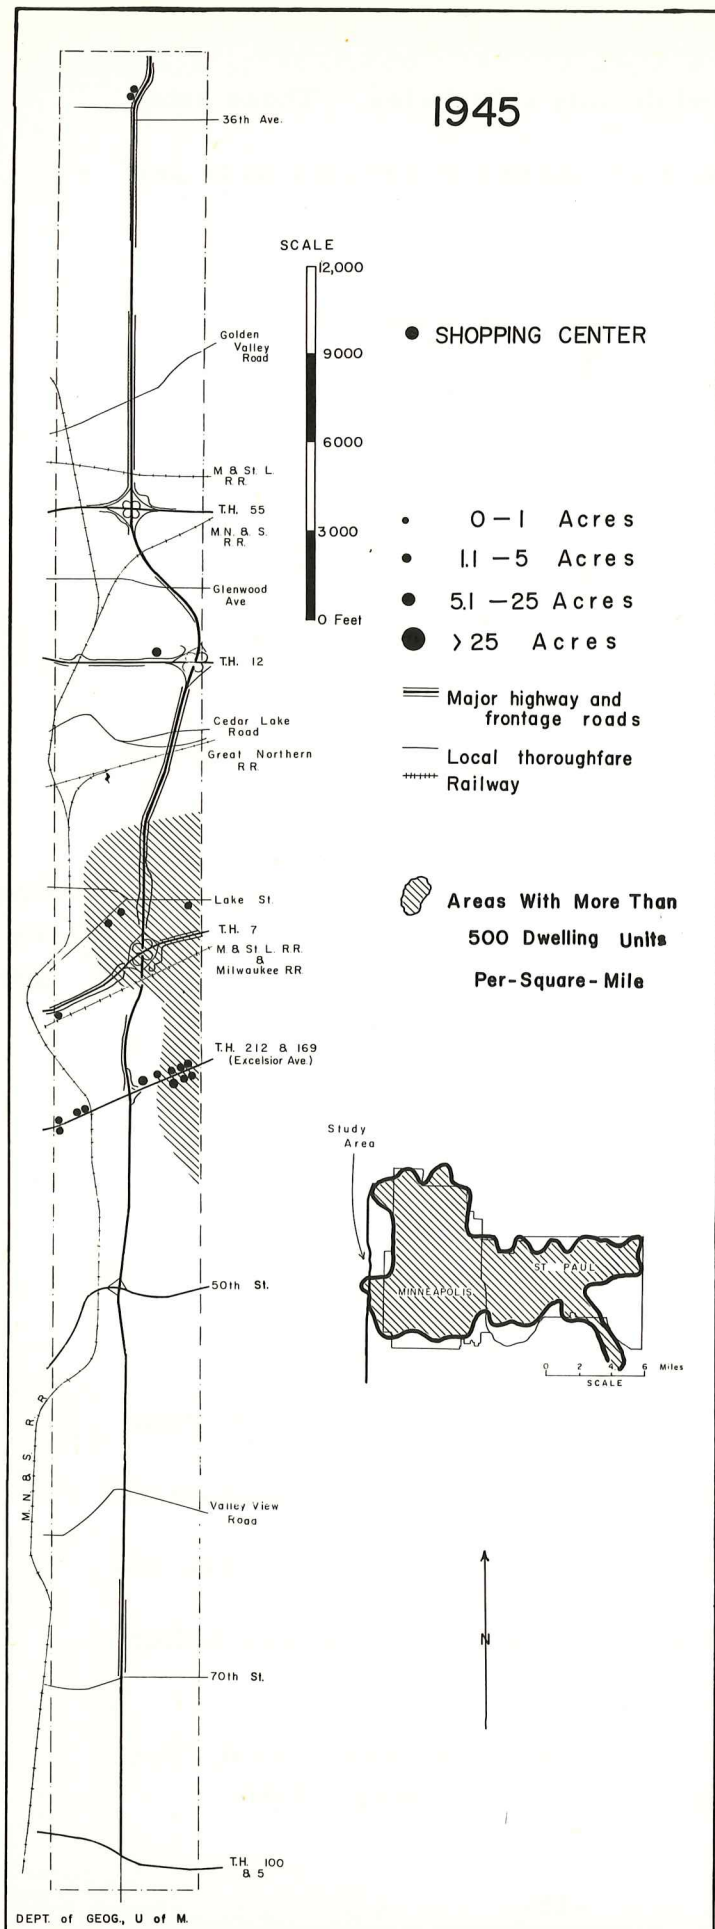 1945
36th Ave.
SCALE
12,000
9000
6000
3000
0 Feet
Golden
Valley
Road
M & St. L.
R.R.
T.H. 55
M.N. & S.
R.R.
Glenwood
Ave
T.H. 12
Cedar Lake
Road
Great Northern
R.R.
Lake St.
T.H. 7
M & St L. R.R.
&
Milwaukee R.R.
T.H. 212 & 169
(Excelsior Ave.)
50th St.
M. N. & S. R R
Valley View
Road
70th St.
T.H. 100
& 5
SHOPPING CENTER
0 – 1 Acres
1.1 – 5 Acres
5.1 – 25 Acres
> 25 Acres
Major highway and
frontage roads
Local thoroughfare
Railway
Areas With More Than
500 Dwelling Units
Per-Square-Mile
Study
Area
MINNEAPOLIS
ST. PAUL
0 2 4 6 Miles
SCALE
N
DEPT. of GEOG., U of M.